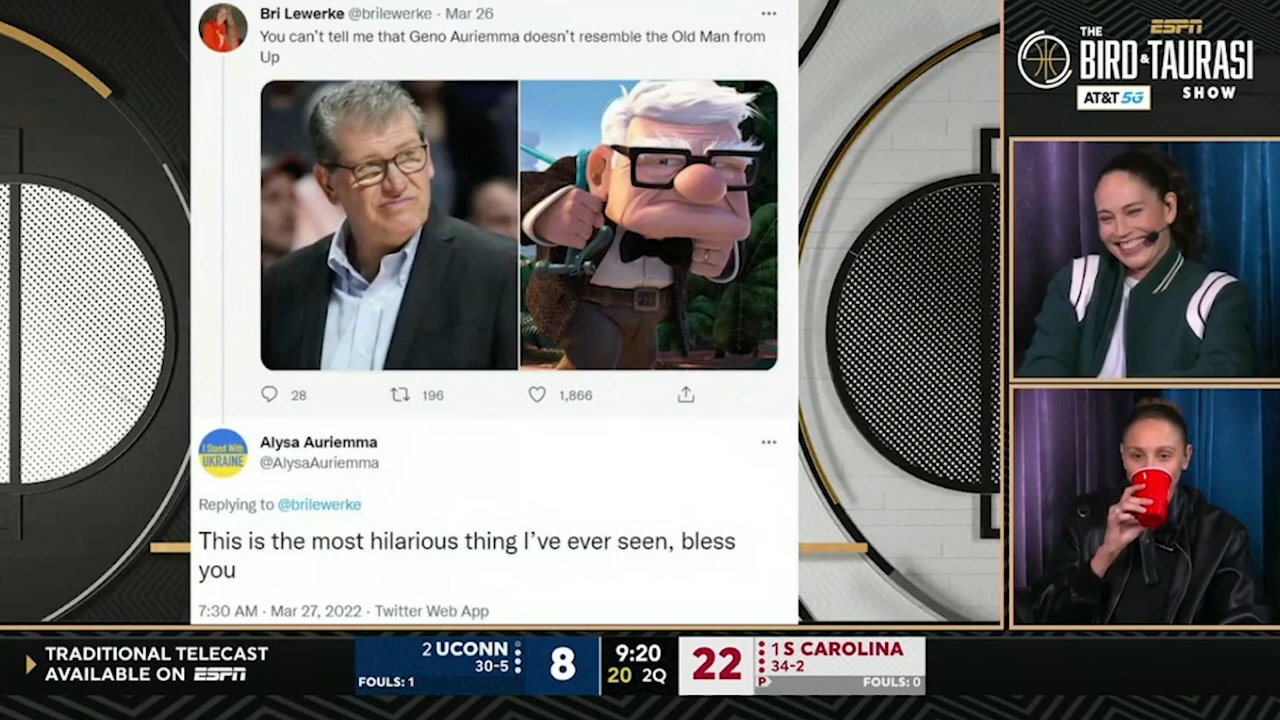 Bri Lewerke @brilewerke · Mar 26
You can't tell me that Geno Auriemma doesn't resemble the Old Man from
Up
28 196 1,866
I Stand With
UKRAINE
Alysa Auriemma
@AlysaAuriemma
Replying to @brilewerke
This is the most hilarious thing I've ever seen, bless
you
7:30 AM · Mar 27, 2022 · Twitter Web App
ESPN
THE
BIRD & TAURASI
SHOW
AT&T 5G
TRADITIONAL TELECAST
AVAILABLE ON ESPN
2 UCONN
30-5
FOULS: 1
8
9:20
20 2Q
22
1 S CAROLINA
34-2
P
FOULS: 0